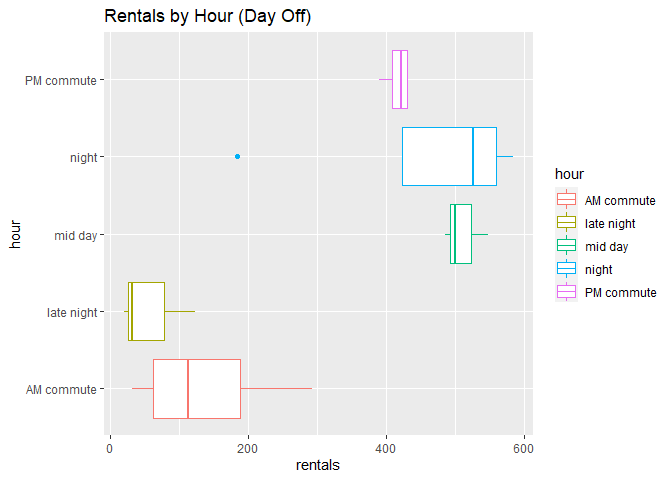 Rentals by Hour (Day Off)
PM commute
night
mid day
late night
AM commute
hour
0
200
400
600
rentals
hour
AM commute
late night
mid day
night
PM commute